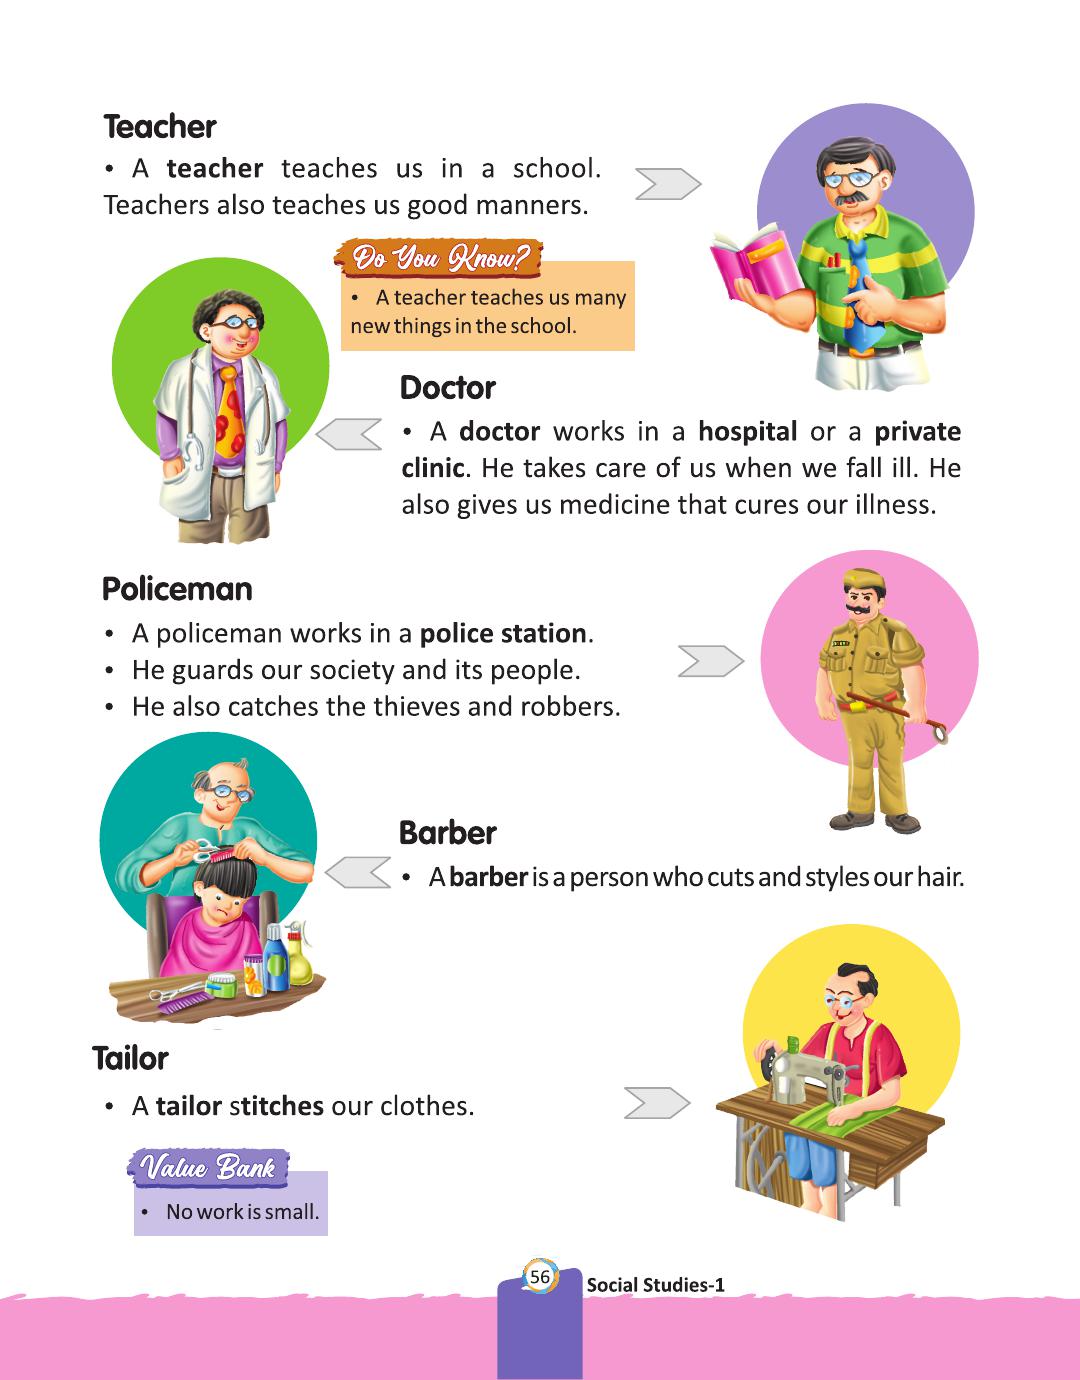 Teacher
• A teacher teaches us in a school.
Teachers also teaches us good manners.
Do You Know?
• A teacher teaches us many
new things in the school.
Doctor
• A doctor works in a hospital or a private
clinic. He takes care of us when we fall ill. He
also gives us medicine that cures our illness.
Policeman
• A policeman works in a police station.
• He guards our society and its people.
• He also catches the thieves and robbers.
Barber
• A barber is a person who cuts and styles our hair.
Tailor
• A tailor stitches our clothes.
Value Bank
• No work is small.
56
Social Studies-1